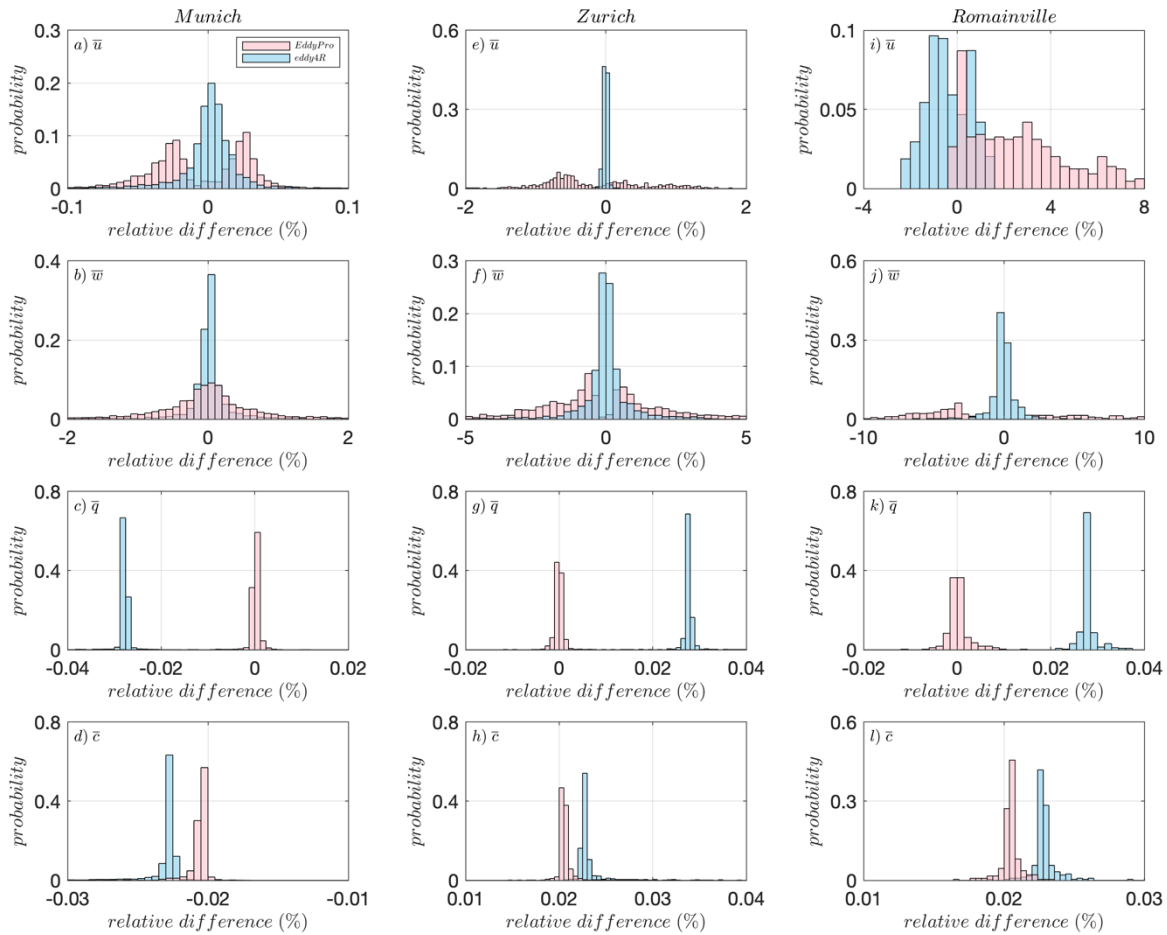 Munich
Zurich
Romainville
a) u̅
EddyPro
eddy4R
0.3
0.2
0.1
0
probability
-0.1
0
0.1
relative difference (%)
e) u̅
0.6
0.3
0
probability
-2
0
2
relative difference (%)
i) u̅
0.1
0.05
0
probability
-4
0
4
8
relative difference (%)
b) w̅
0.4
0.2
0
probability
-2
0
2
relative difference (%)
f) w̅
0.3
0.2
0.1
0
probability
-5
0
5
relative difference (%)
j) w̅
0.6
0.3
0
probability
-10
0
10
relative difference (%)
c) q̅
0.8
0.4
0
probability
-0.04
-0.02
0
0.02
relative difference (%)
g) q̅
0.8
0.4
0
probability
-0.02
0
0.02
0.04
relative difference (%)
k) q̅
0.8
0.4
0
probability
-0.02
0
0.02
0.04
relative difference (%)
d) c̅
0.8
0.4
0
probability
-0.03
-0.02
-0.01
relative difference (%)
h) c̅
0.8
0.4
0
probability
0.01
0.02
0.03
0.04
relative difference (%)
l) c̅
0.6
0.3
0
probability
0.01
0.02
0.03
relative difference (%)